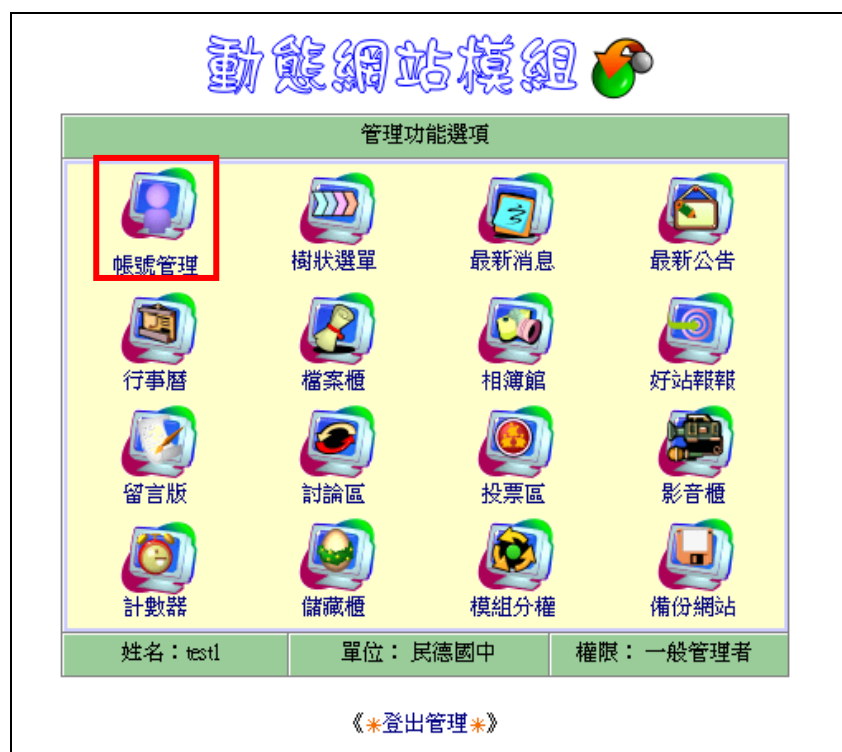 動態網站模組
管理功能選項
帳號管理 樹狀選單 最新消息 最新公告
行事曆 檔案櫃 相簿館 好站報報
留言版 討論區 投票區 影音櫃
計數器 儲藏櫃 模組分權 備份網站
姓名：test1 單位： 民德國中 權限： 一般管理者
《*登出管理*》